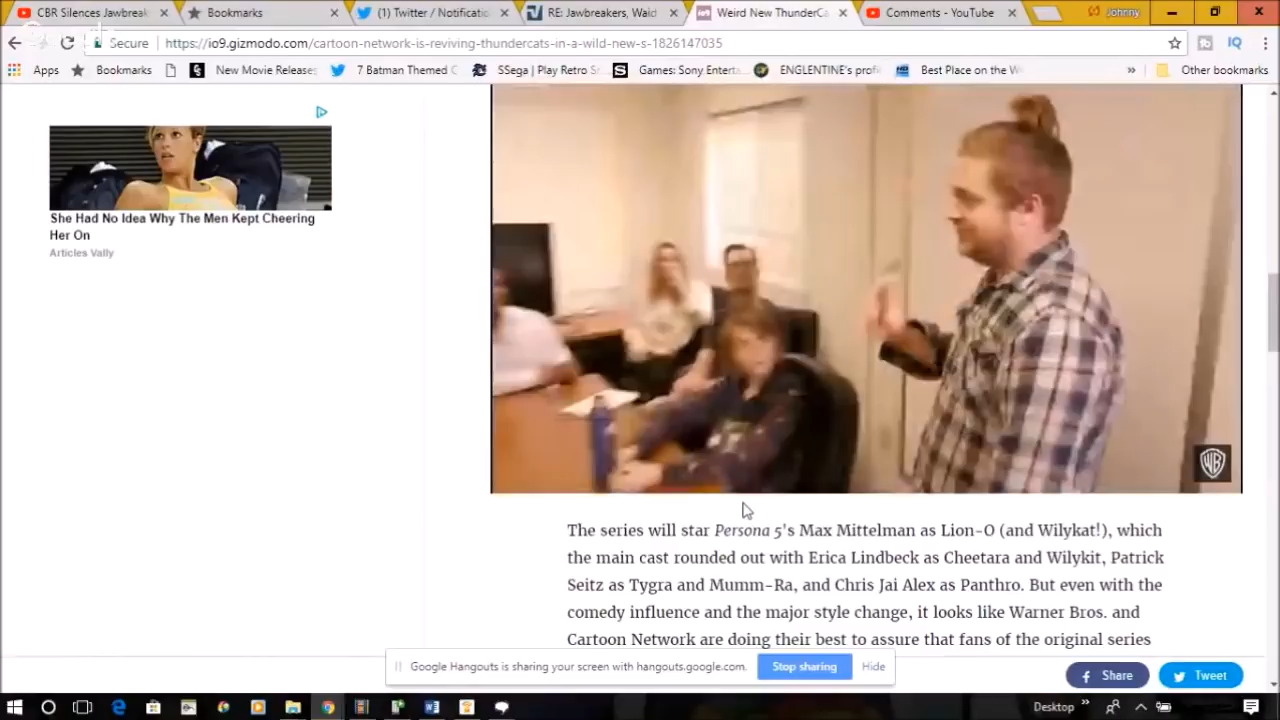 CBR Silences Jawbreak
Bookmarks
(1) Twitter / Notificatio
RE: Jawbreakers, Waid
Weird New ThunderCa
Comments - YouTube
Johnny
Secure
https://io9.gizmodo.com/cartoon-network-is-reviving-thundercats-in-a-wild-new-s-1826147035
IQ
Apps
Bookmarks
New Movie Releases
7 Batman Themed C
SSega | Play Retro S
Games: Sony Enterta
ENGLENTINE's profi
Best Place on the W
Other bookmarks
She Had No Idea Why The Men Kept Cheering
Her On
Articles Vally
WB
The series will star Persona 5's Max Mittelman as Lion-O (and Wilykat!), which
the main cast rounded out with Erica Lindbeck as Cheetara and Wilykit, Patrick
Seitz as Tygra and Mumm-Ra, and Chris Jai Alex as Panthro. But even with the
comedy influence and the major style change, it looks like Warner Bros. and
Cartoon Network are doing their best to assure that fans of the original series
Google Hangouts is sharing your screen with hangouts.google.com.
Stop sharing
Hide
Share
Tweet
Desktop